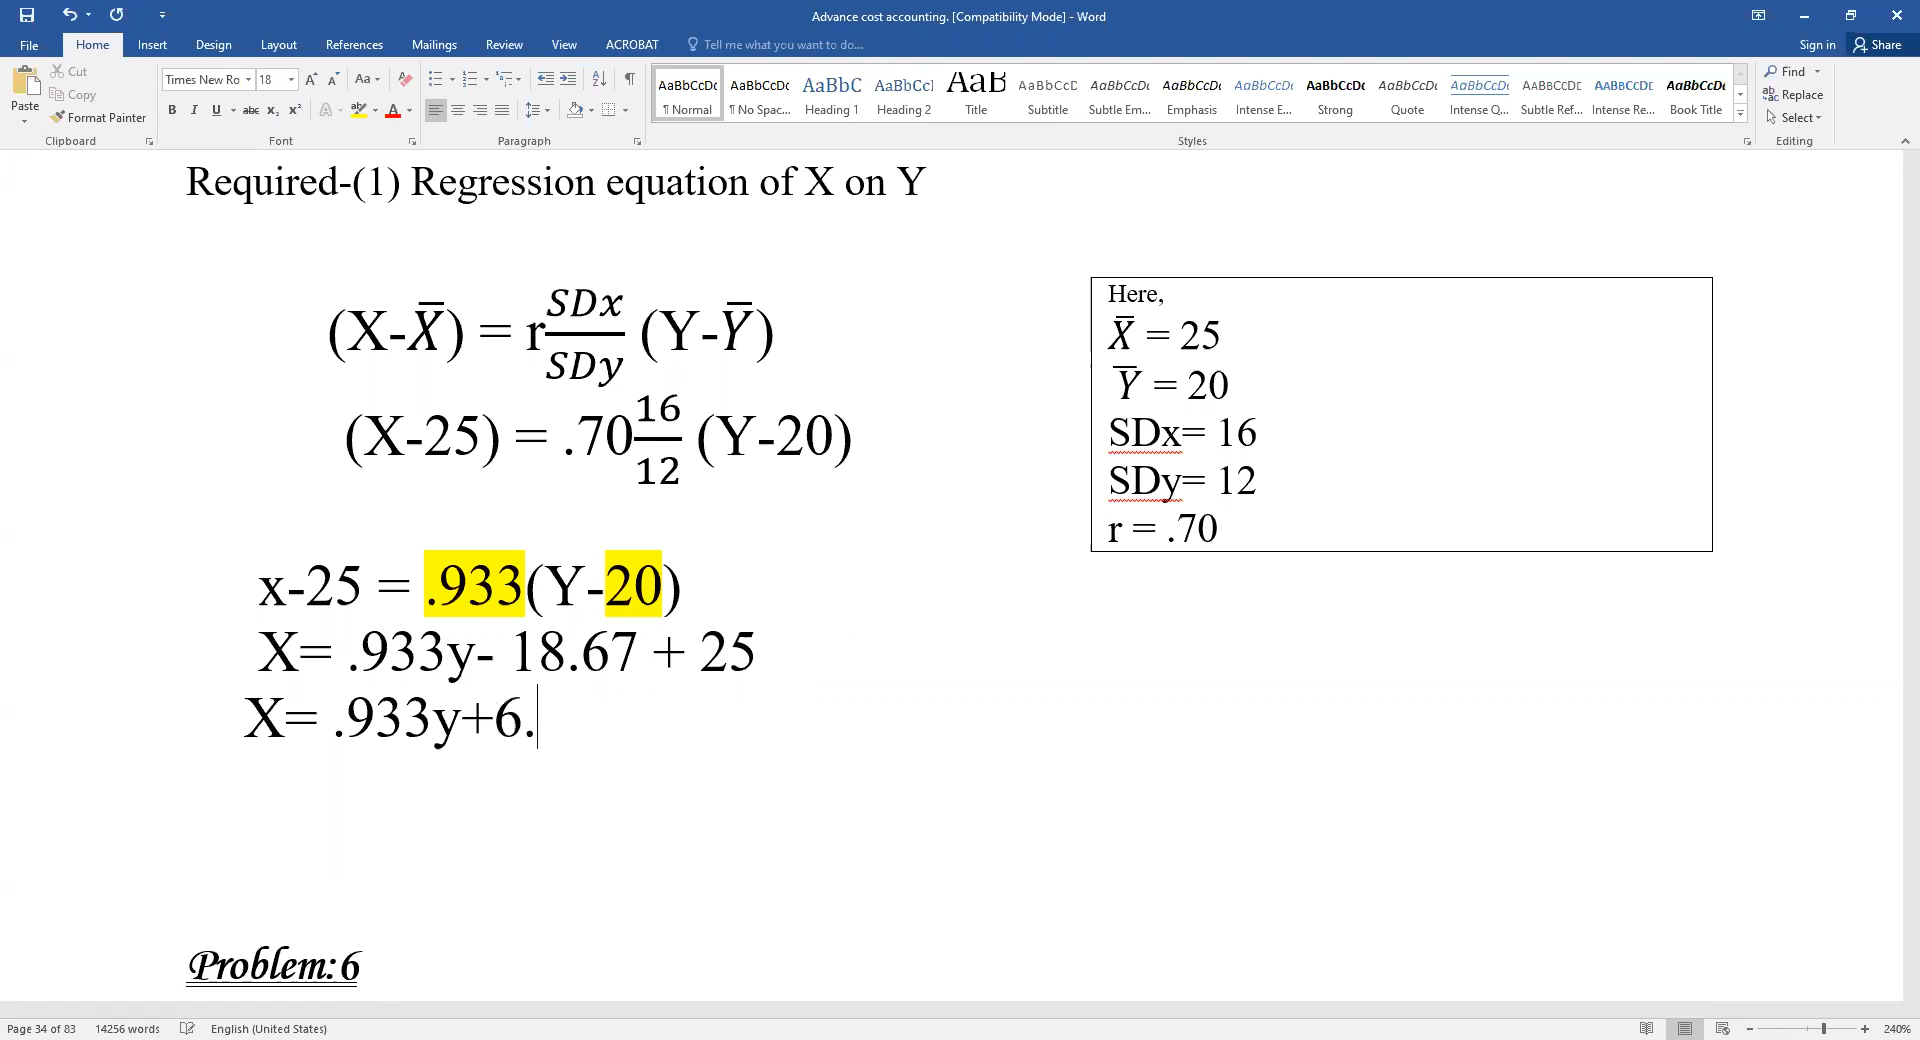 Advance cost accounting. [Compatibility Mode] - Word
File Home Insert Design Layout References Mailings Review View ACROBAT Tell me what you want to do... Sign in Share
Paste Cut Copy Format Painter
Clipboard
Times New Ro 18
Font
Paragraph
AaBbCcDc AaBbCcDc AaBbC AaBbCcI AaB AaBbCcD AaBbCcDc AaBbCcDc AaBbCcDc AaBbCcDc AaBbCcDc AaBbCcDc AABBCCDE AABBCCDE AaBbCcDc
¶ Normal ¶ No Spac... Heading 1 Heading 2 Title Subtitle Subtle Em... Emphasis Intense E... Strong Quote Intense Q... Subtle Ref... Intense Re... Book Title
Styles
Find
Replace
Select
Editing
Required-(1) Regression equation of X on Y
(X-X̅) = r SDx/SDy (Y-Y̅)
(X-25) = .70 16/12 (Y-20)
x-25 = .933(Y-20)
X= .933y- 18.67 + 25
X= .933y+6.
Here,
X̅ = 25
Y̅ = 20
SDx= 16
SDy= 12
r = .70
Problem:6
Page 34 of 83 14256 words English (United States) 240%